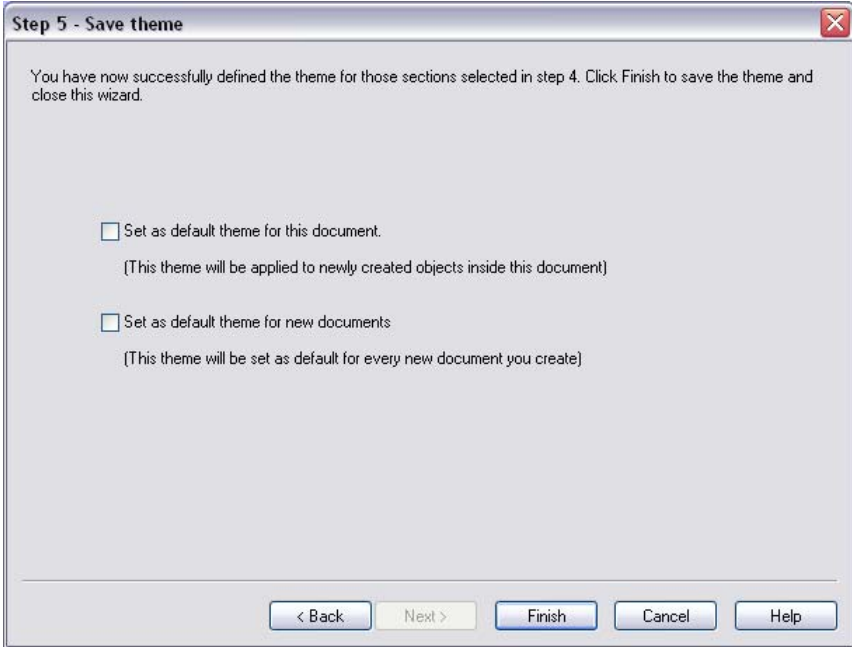 Step 5 - Save theme
You have now successfully defined the theme for those sections selected in step 4. Click Finish to save the theme and
close this wizard.
Set as default theme for this document.
(This theme will be applied to newly created objects inside this document)
Set as default theme for new documents
(This theme will be set as default for every new document you create)
< Back Next > Finish Cancel Help